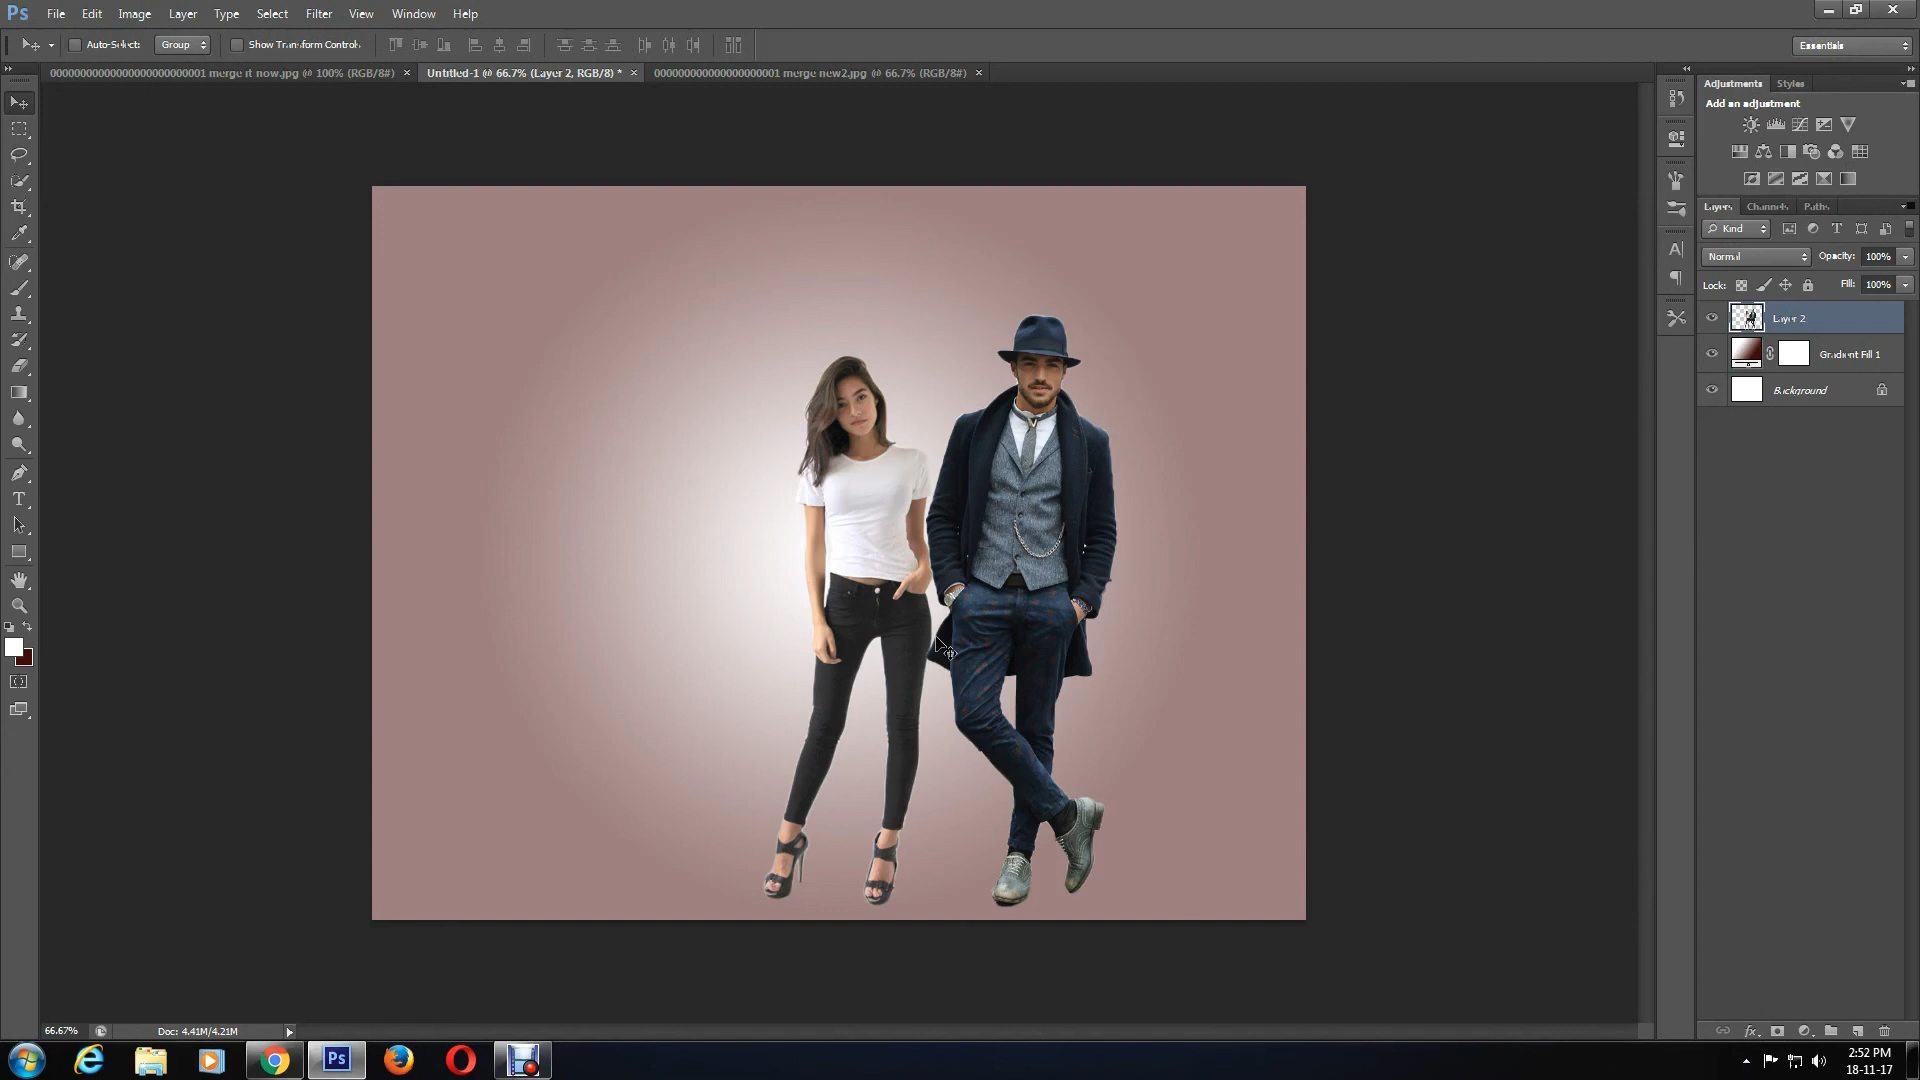 Ps File Edit Image Layer Type Select Filter View Window Help
Auto-Select: Group Show Transform Controls Essentials
000000000000000000000000001 merge it now.jpg @ 100% (RGB/8#) × Untitled-1 @ 66.7% (Layer 2, RGB/8) * × 000000000000000000001 merge new2.jpg @ 66.7% (RGB/8#) ×
Adjustments Styles
Add an adjustment
Layers Channels Paths
Kind
Normal Opacity: 100%
Lock: Fill: 100%
Layer 2
Gradient Fill 1
Background
66.67% Doc: 4.41M/4.21M
Ps 2:52 PM
18-11-17